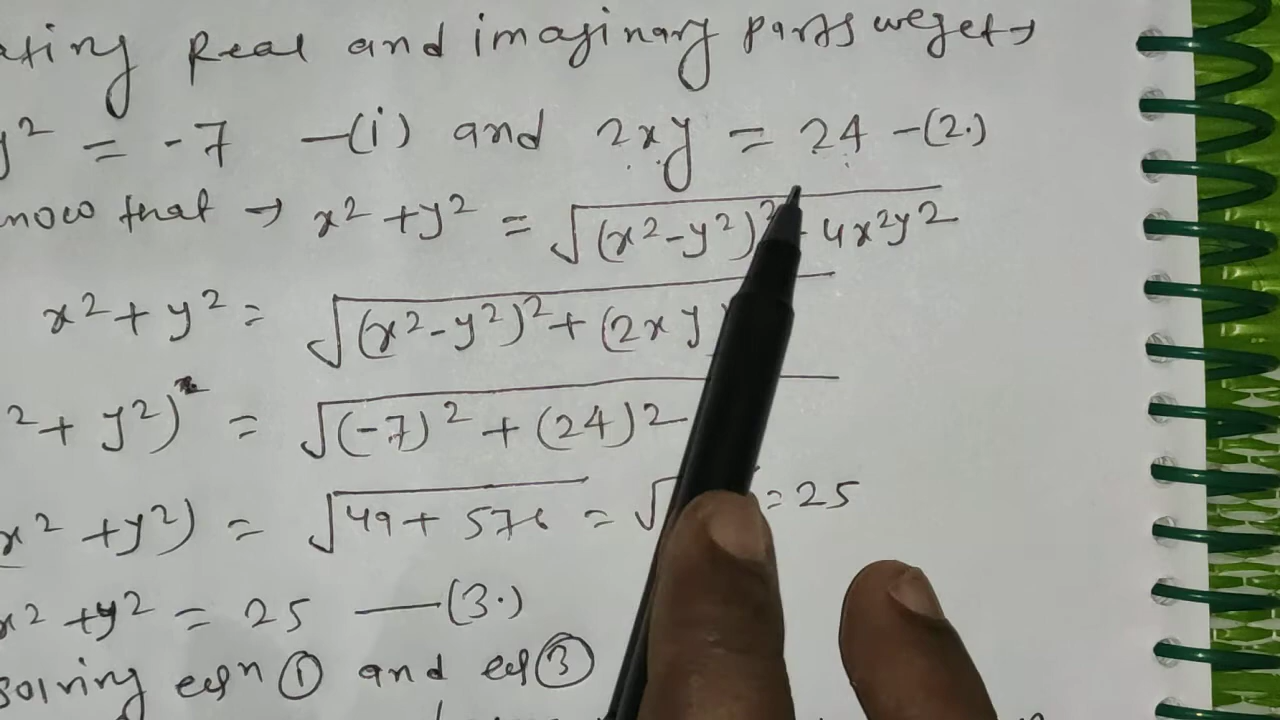 ating Real and imaginary parts we get →
y² = -7 —(i) and 2xy = 24 -(2.)
now that → x² + y² = √(x² - y²)² + 4x²y²
x² + y² = √(x² - y²)² + (2xy
² + y²)² = √(-7)² + (24)²
x² + y²) = √49 + 576 = √ = 25
x² + y² = 25 —(3.)
solving eqn ① and eq ③